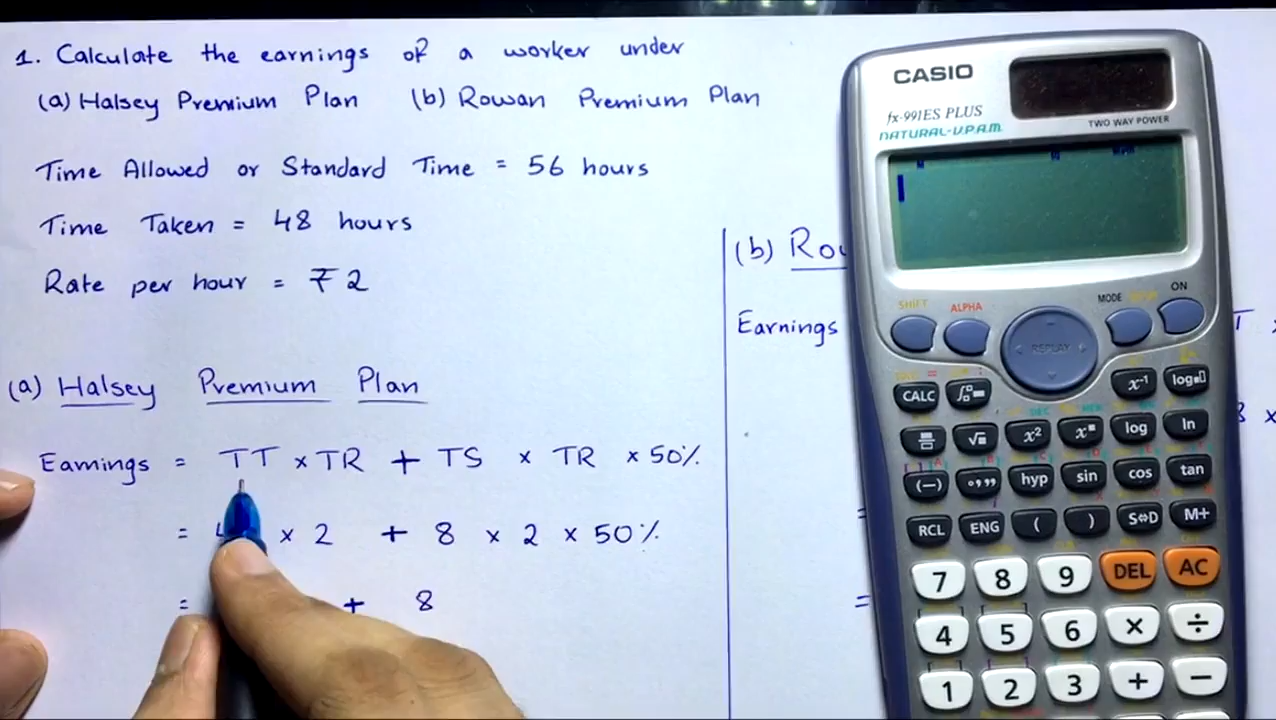 1. Calculate the earnings of a worker under
(a) Halsey Premium Plan (b) Rowan Premium Plan
Time Allowed or Standard Time = 56 hours
Time Taken = 48 hours
Rate per hour = ₹2
(a) Halsey Premium Plan
Earnings = TT × TR + TS × TR × 50%
= × 2 + 8 × 2 × 50%
= + 8
(b)
Earnings
CASIO
fx-991ES PLUS
NATURAL-V.P.A.M.
TWO WAY POWER
SHIFT ALPHA MODE ON
REPLAY
CALC x⁻¹ log
√ x² log ln
(−) hyp sin cos tan
RCL ENG ( ) S⇔D M+
7 8 9 DEL AC
4 5 6 × ÷
1 2 3 + −